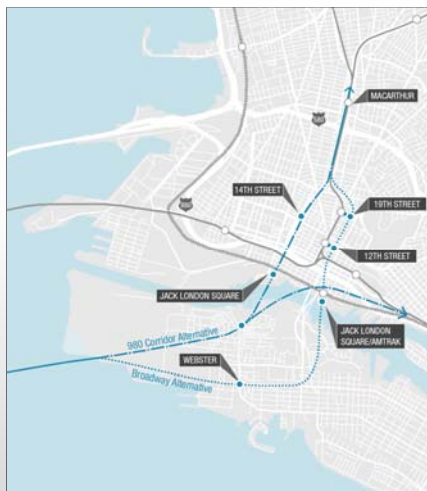 MACARTHUR
580
14TH STREET
19TH STREET
12TH STREET
JACK LONDON SQUARE
JACK LONDON
SQUARE/AMTRAK
980 Corridor Alternative
WEBSTER
Broadway Alternative